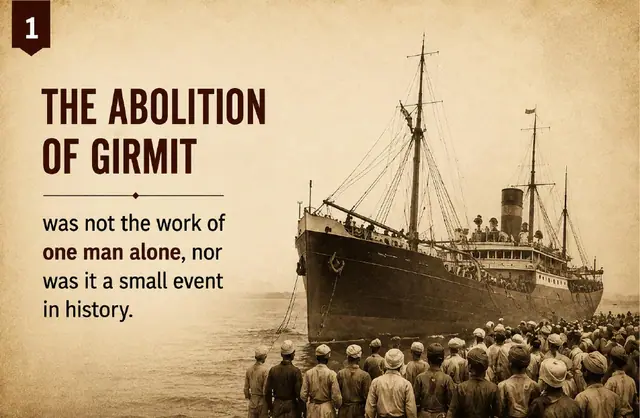 1
THE ABOLITION
OF GIRMIT
was not the work of
one man alone, nor
was it a small event
in history.